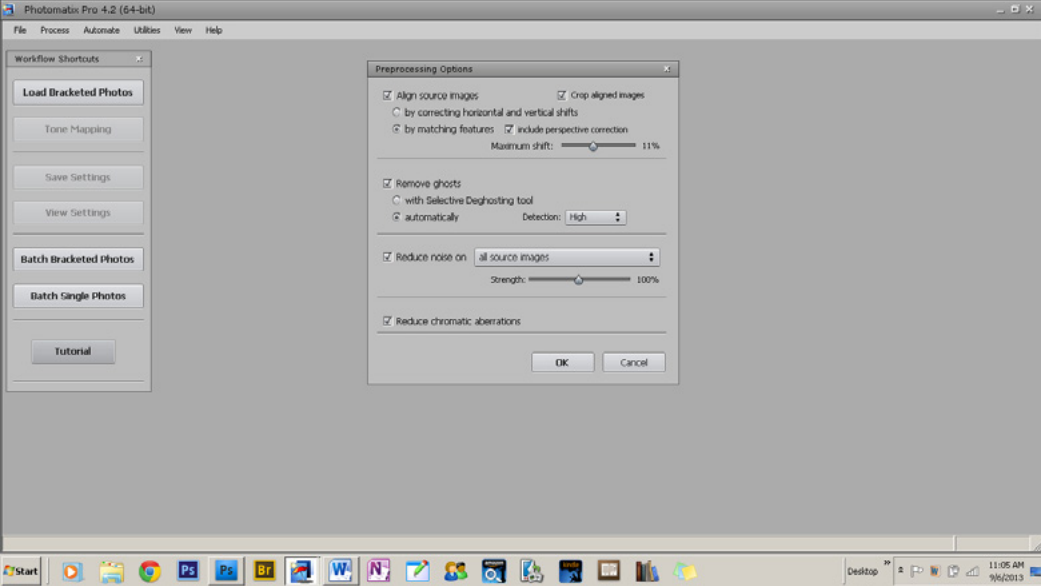 Photomatix Pro 4.2 (64-bit)
File Process Automate Utilities View Help
Workflow Shortcuts
Load Bracketed Photos
Tone Mapping
Save Settings
View Settings
Batch Bracketed Photos
Batch Single Photos
Tutorial
Preprocessing Options
Align source images Crop aligned images
by correcting horizontal and vertical shifts
by matching features include perspective correction
Maximum shift: 11%
Remove ghosts
with Selective Deghosting tool
automatically Detection: High
Reduce noise on all source images
Strength: 100%
Reduce chromatic aberrations
OK Cancel
Start Ps Ps Br W N kindle Desktop 11:05 AM
9/6/2013